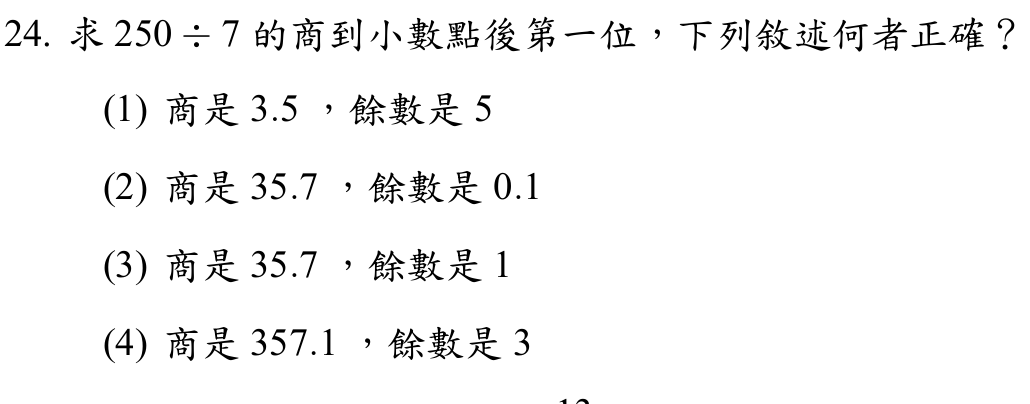 24. 求 250 ÷ 7 的商到小數點後第一位，下列敘述何者正確？
(1) 商是 3.5 ，餘數是 5
(2) 商是 35.7 ，餘數是 0.1
(3) 商是 35.7 ，餘數是 1
(4) 商是 357.1 ，餘數是 3